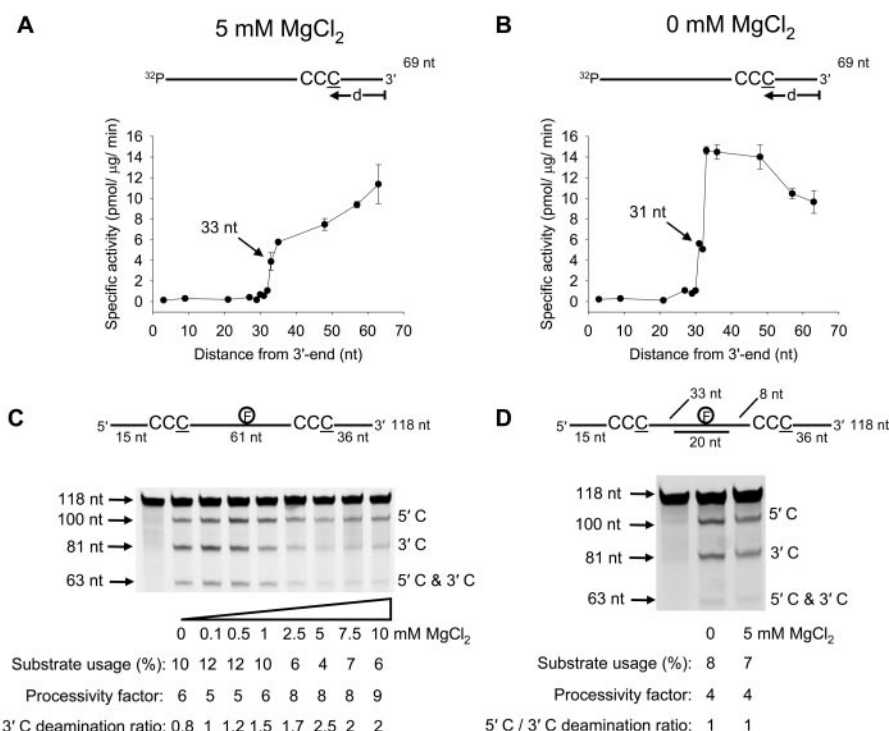 A
5 mM MgCl2
69 nt
32P
CCC
3′
d
Specific activity (pmol/ µg/ min)
16
14
12
10
8
6
4
2
0
33 nt
0 10 20 30 40 50 60 70
Distance from 3′-end (nt)
B
0 mM MgCl2
69 nt
32P
CCC
3′
d
Specific activity (pmol/ µg/ min)
16
14
12
10
8
6
4
2
0
31 nt
0 10 20 30 40 50 60 70
Distance from 3′-end (nt)
C
5′ CCC F CCC 3′ 118 nt
15 nt 61 nt 36 nt
118 nt
100 nt 5′ C
81 nt 3′ C
63 nt 5′ C & 3′ C
0 0.1 0.5 1 2.5 5 7.5 10 mM MgCl2
Substrate usage (%): 10 12 12 10 6 4 7 6
Processivity factor: 6 5 5 6 8 8 8 9
3′ C deamination ratio: 0.8 1 1.2 1.5 1.7 2.5 2 2
D
33 nt 8 nt
5′ CCC F CCC 3′ 118 nt
15 nt 20 nt 36 nt
118 nt
5′ C
100 nt
81 nt 3′ C
63 nt 5′ C & 3′ C
0 5 mM MgCl2
Substrate usage (%): 8 7
Processivity factor: 4 4
5′ C / 3′ C deamination ratio: 1 1